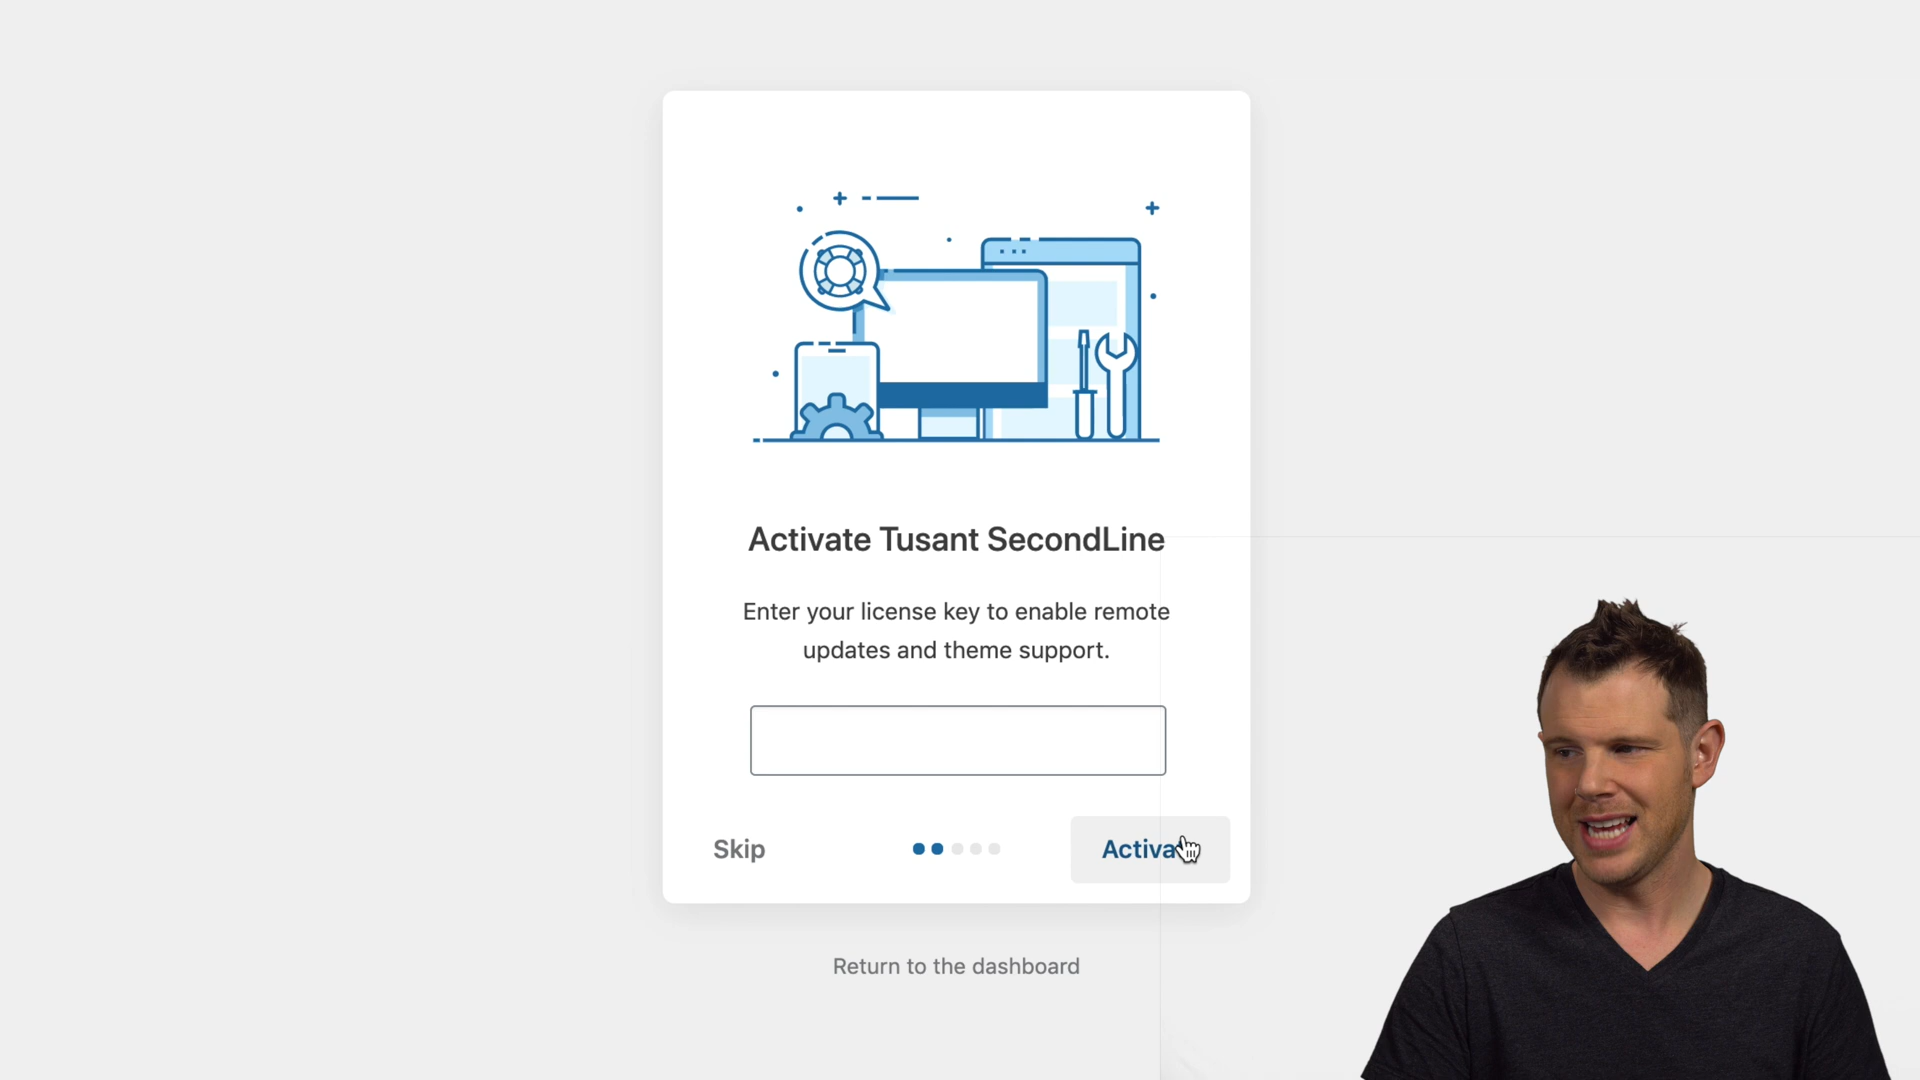 Activate Tusant SecondLine
Enter your license key to enable remote
updates and theme support.
Skip
Activa
Return to the dashboard